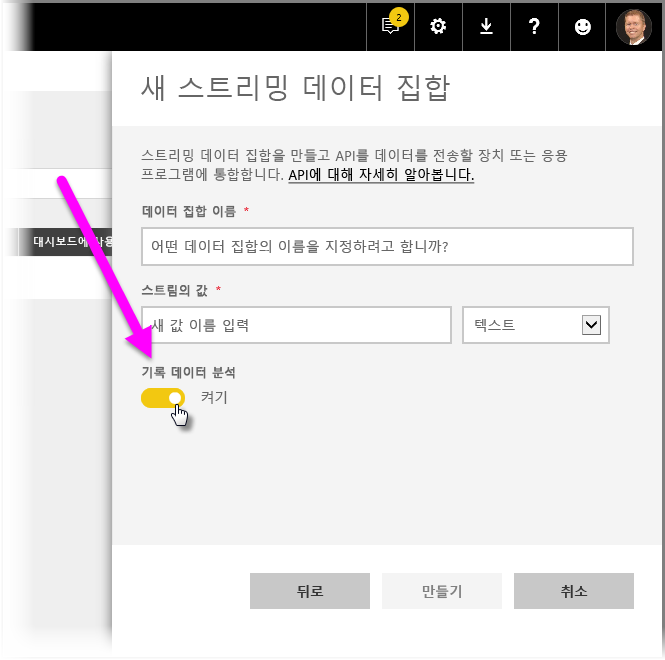 2
?
새 스트리밍 데이터 집합
스트리밍 데이터 집합을 만들고 API를 데이터를 전송할 장치 또는 응용
프로그램에 통합합니다. API에 대해 자세히 알아봅니다.
데이터 집합 이름 *
어떤 데이터 집합의 이름을 지정하려고 합니까?
대시보드에 사용
스트림의 값 *
새 값 이름 입력 텍스트
기록 데이터 분석
켜기
뒤로 만들기 취소